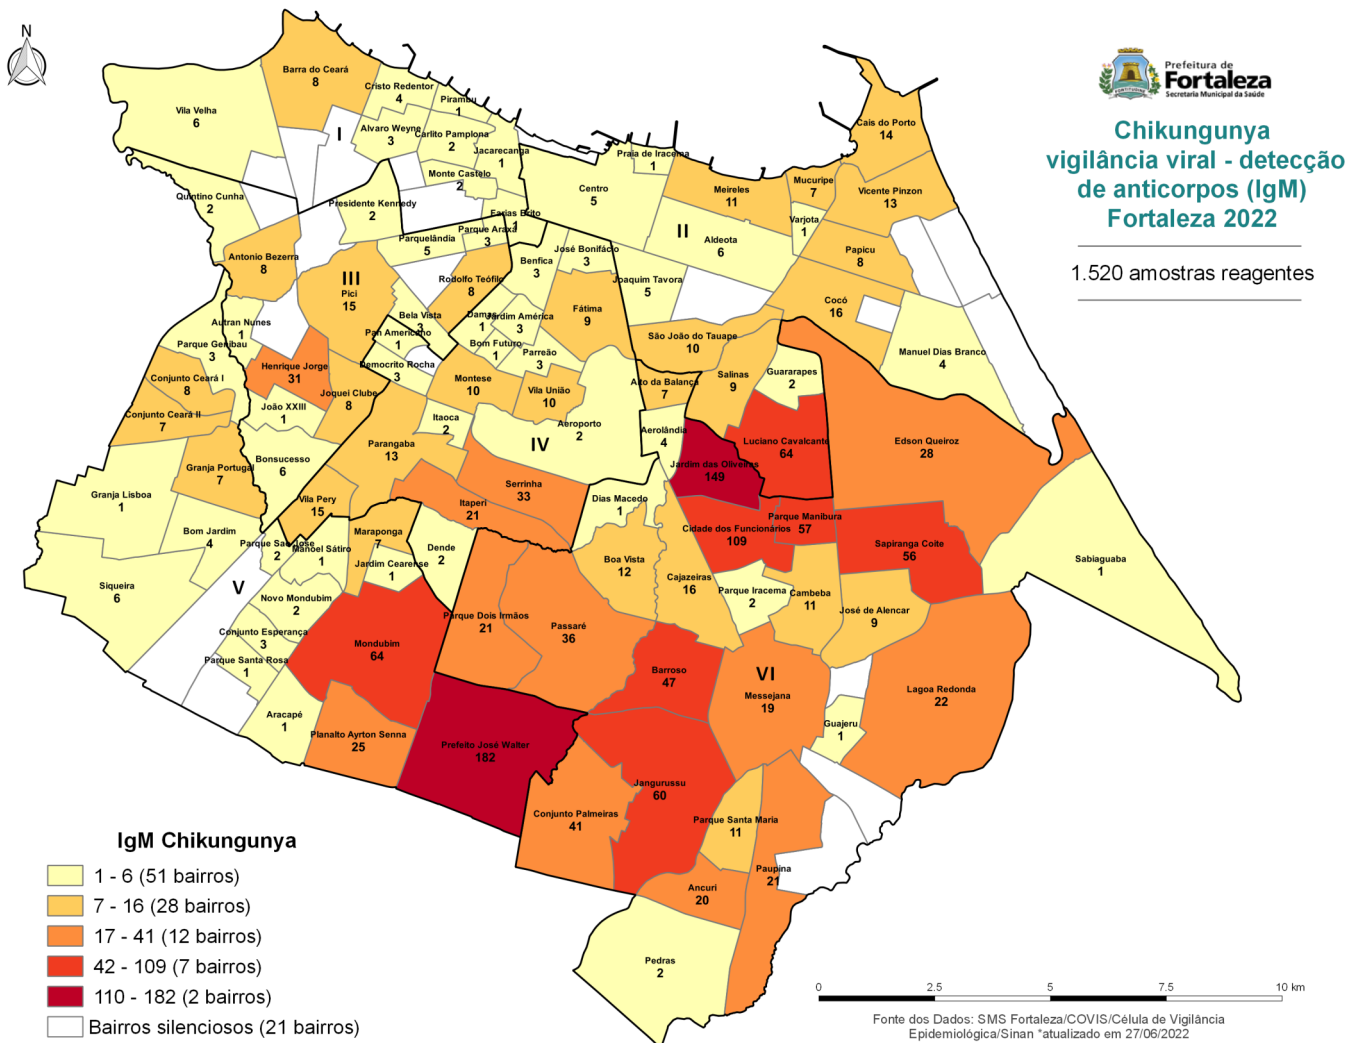 N
Prefeitura de
Fortaleza
Secretaria Municipal da Saúde
FORTITUDINE
Chikungunya
vigilância viral - detecção
de anticorpos (IgM)
Fortaleza 2022
1.520 amostras reagentes
Barra do Ceará
8
Vila Velha
6
Cristo Redentor
4
Pirambu
1
I
Alvaro Weyne
3
Carlito Pamplona
2
Jacarecanga
1
Monte Castelo
2
Quintino Cunha
2
Presidente Kennedy
2
Farias Brito
1
Parque Araxá
3
Parquelândia
5
Praia de Iracema
1
Centro
5
Meireles
11
Mucuripe
7
Cais do Porto
14
Vicente Pinzon
13
Varjota
1
II
Aldeota
6
Papicu
8
José Bonifácio
3
Benfica
3
Joaquim Tavora
5
Antonio Bezerra
8
III
Pici
15
Rodolfo Teófilo
8
Cocó
16
Fátima
9
Damas
1
Jardim América
3
Bela Vista
3
Autran Nunes
1
Pan Americano
1
Bom Futuro
1
Parreão
3
São João do Tauape
10
Manuel Dias Branco
4
Parque Genibau
3
Henrique Jorge
31
Democrito Rocha
3
Conjunto Ceará I
8
Joquei Clube
8
Montese
10
Vila União
10
Alto da Balança
7
Salinas
9
Guararapes
2
João XXIII
1
Conjunto Ceará II
7
Itaoca
2
Aeroporto
2
Aerolândia
4
IV
Parangaba
13
Luciano Cavalcante
64
Edson Queiroz
28
Bonsucesso
6
Granja Portugal
7
Jardim das Oliveiras
149
Serrinha
33
Granja Lisboa
1
Vila Pery
15
Itaperi
21
Dias Macedo
1
Parque Manibura
57
Cidade dos Funcionários
109
Bom Jardim
4
Parque Sao Jose
2
Manoel Sátiro
1
Maraponga
7
Dende
2
Sapiranga Coite
56
Sabiaguaba
1
Jardim Cearense
1
Boa Vista
12
Cajazeiras
16
Siqueira
6
V
Novo Mondubim
2
Parque Iracema
2
Cambeba
11
José de Alencar
9
Parque Dois Irmãos
21
Passaré
36
Conjunto Esperança
3
Mondubim
64
Parque Santa Rosa
1
Barroso
47
VI
Messejana
19
Lagoa Redonda
22
Aracapé
1
Guajeru
1
Planalto Ayrton Senna
25
Prefeito José Walter
182
Jangurussu
60
Conjunto Palmeiras
41
Parque Santa Maria
11
Paupina
21
Ancuri
20
Pedras
2
IgM Chikungunya
1 - 6 (51 bairros)
7 - 16 (28 bairros)
17 - 41 (12 bairros)
42 - 109 (7 bairros)
110 - 182 (2 bairros)
Bairros silenciosos (21 bairros)
0 2.5 5 7.5 10 km
Fonte dos Dados: SMS Fortaleza/COVIS/Célula de Vigilância
Epidemiológica/Sinan *atualizado em 27/06/2022